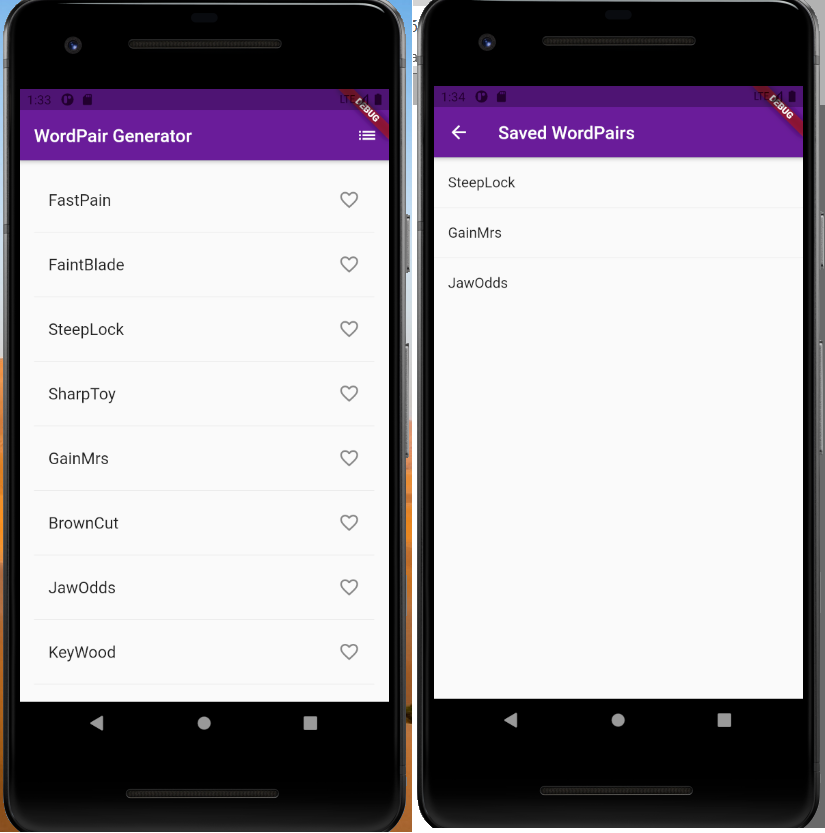 1:33
LTE
DEBUG
WordPair Generator
FastPain
FaintBlade
SteepLock
SharpToy
GainMrs
BrownCut
JawOdds
KeyWood
1:34
LTE
DEBUG
Saved WordPairs
SteepLock
GainMrs
JawOdds